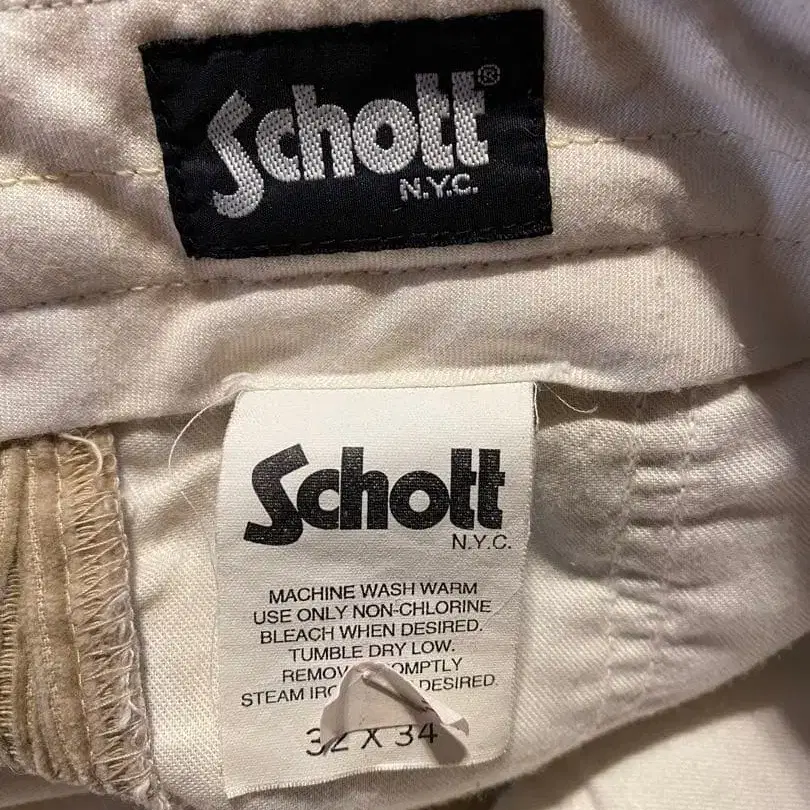 Schott®
N.Y.C.
Schott
N.Y.C.
MACHINE WASH WARM
USE ONLY NON-CHLORINE
BLEACH WHEN DESIRED.
TUMBLE DRY LOW.
STEAM DESIRED.
32 X 34